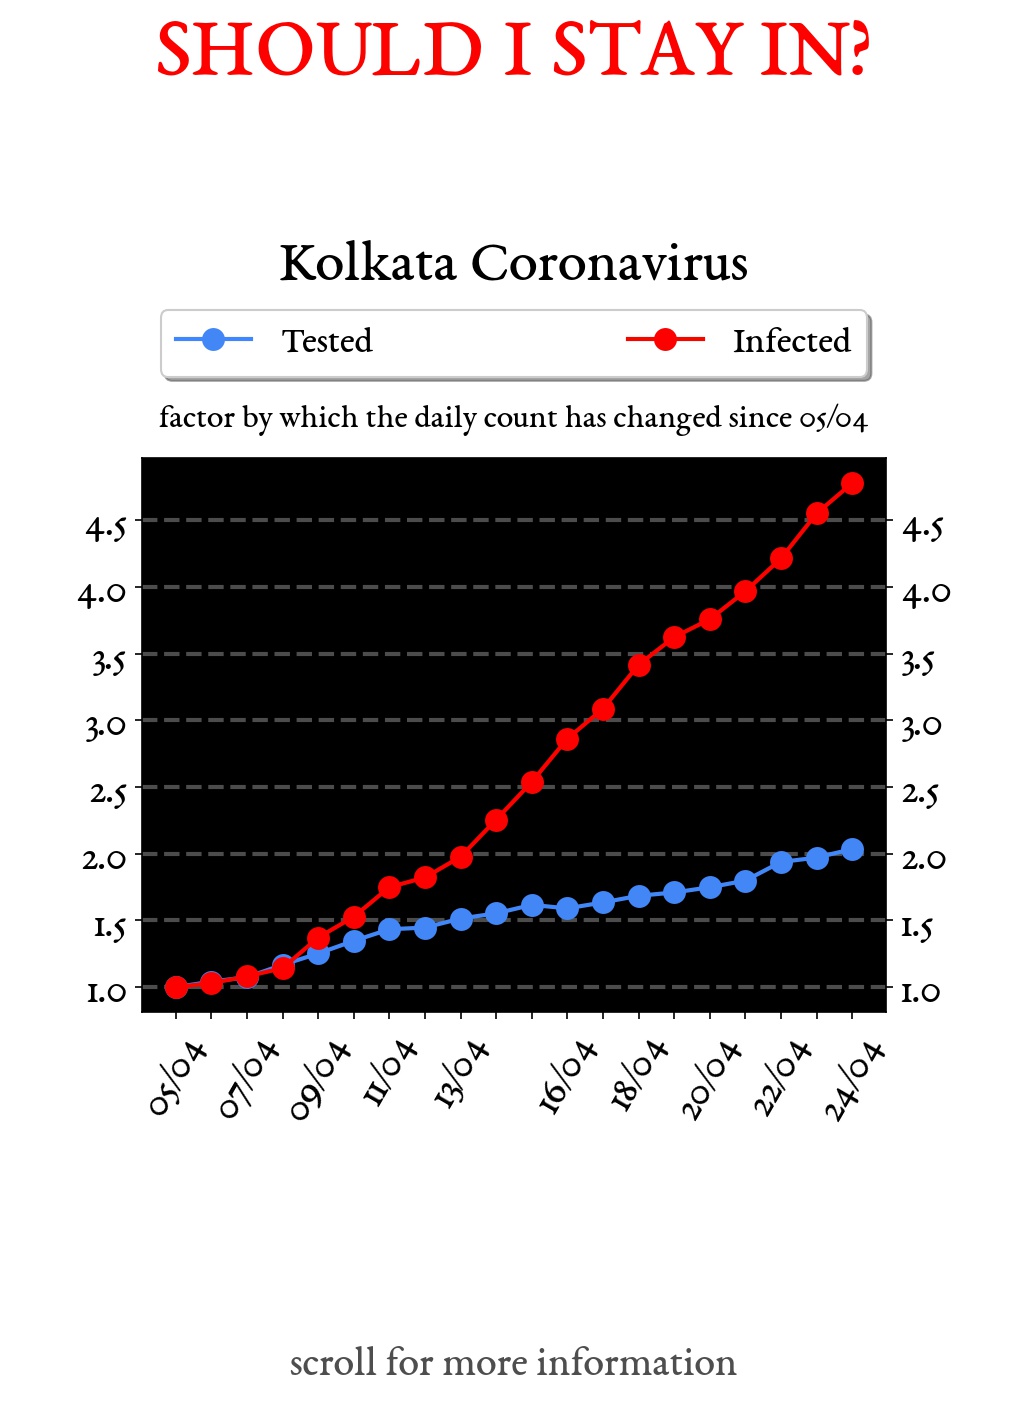 SHOULD I STAY IN?
Kolkata Coronavirus
Tested Infected
factor by which the daily count has changed since 05/04
4.5 4.5
4.0 4.0
3.5 3.5
3.0 3.0
2.5 2.5
2.0 2.0
1.5 1.5
1.0 1.0
05/04 07/04 09/04 11/04 13/04 16/04 18/04 20/04 22/04 24/04
scroll for more information